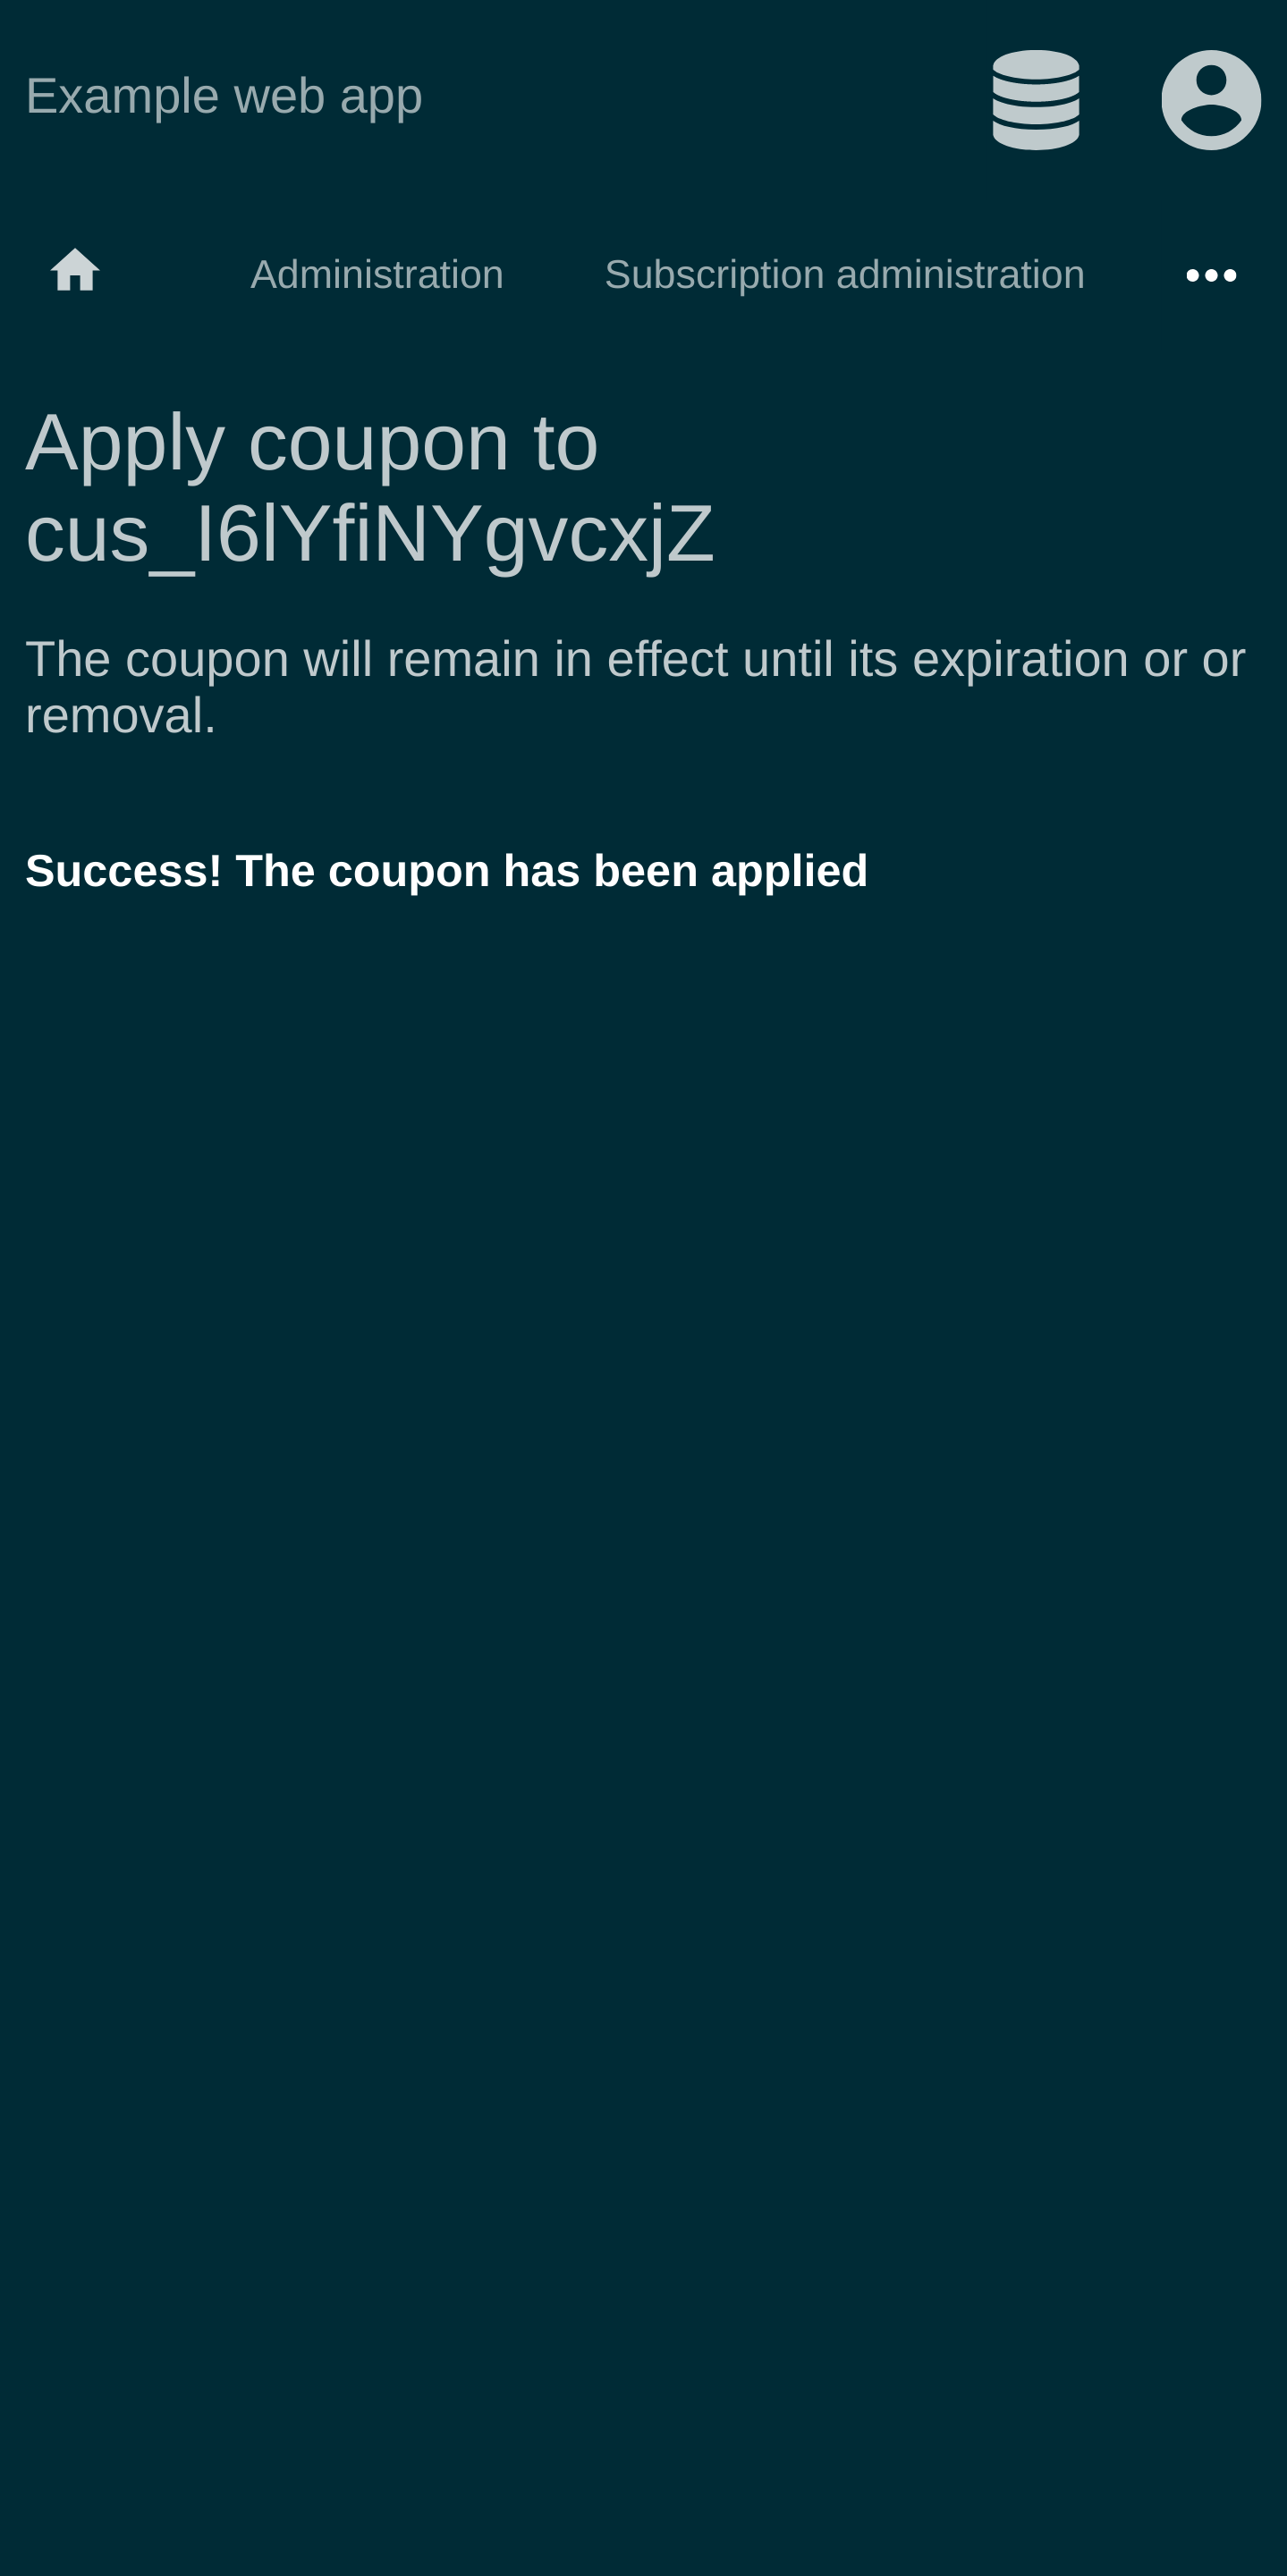 Example web app
Administration Subscription administration
Apply coupon to
cus_I6lYfiNYgvcxjZ
The coupon will remain in effect until its expiration or or
removal.
Success! The coupon has been applied